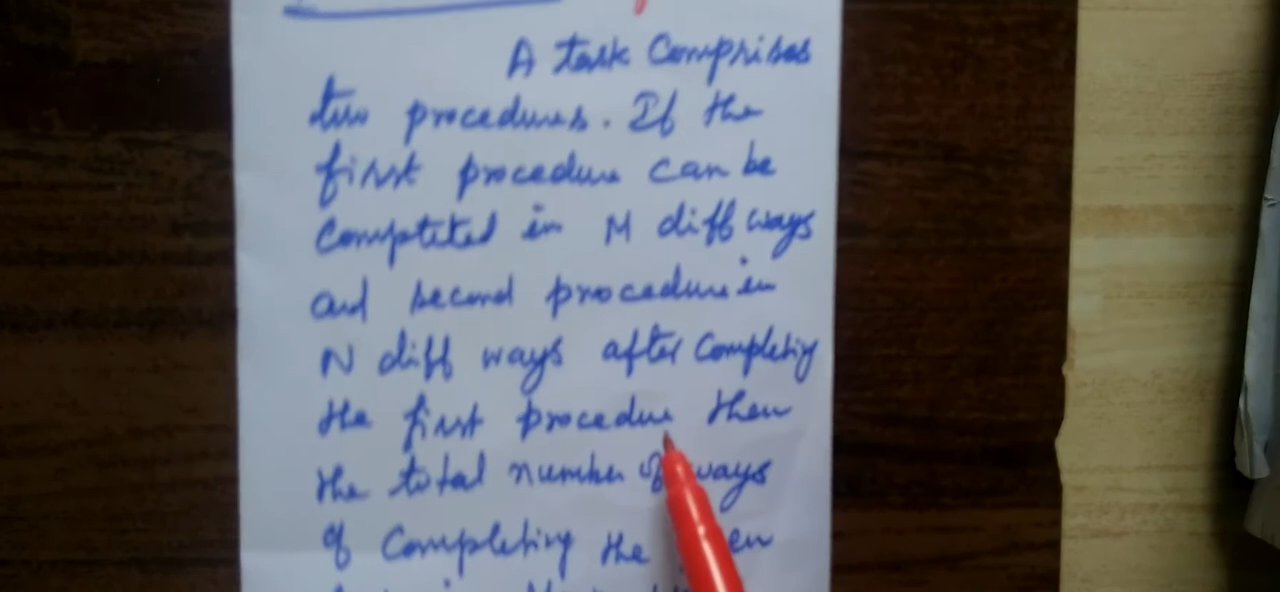 A task Comprises
two procedures. If the
first procedure can be
completed in M diff ways
and second procedure in
N diff ways after Completing
the first procedure then
the total number of ways
of Completing the